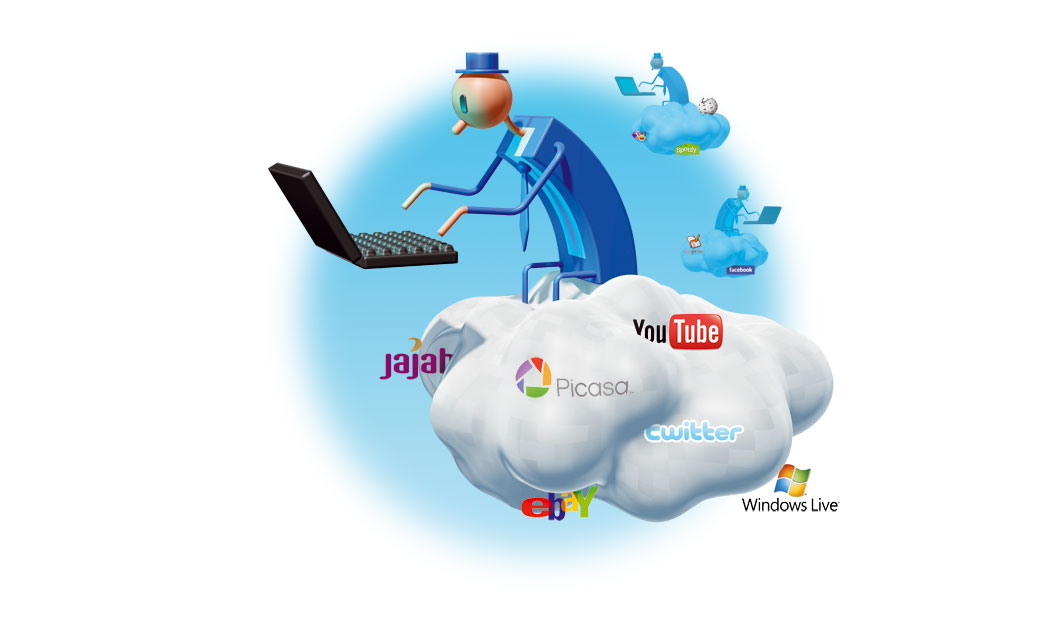 Spotify
facebook
YouTube
jajah
Picasa
twitter
ebay
Windows Live